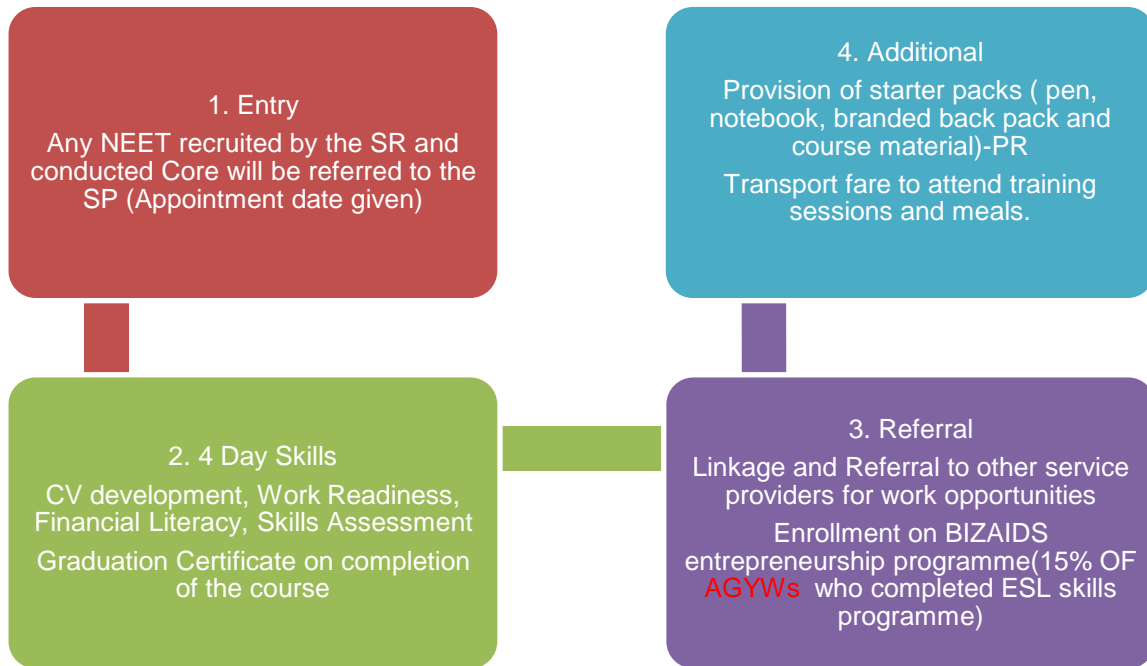 1. Entry
Any NEET recruited by the SR and
conducted Core will be referred to the
SP (Appointment date given)
2. 4 Day Skills
CV development, Work Readiness,
Financial Literacy, Skills Assessment
Graduation Certificate on completion
of the course
3. Referral
Linkage and Referral to other service
providers for work opportunities
Enrollment on BIZAIDS
entrepreneurship programme(15% OF
AGYWs who completed ESL skills
programme)
4. Additional
Provision of starter packs ( pen,
notebook, branded back pack and
course material)-PR
Transport fare to attend training
sessions and meals.